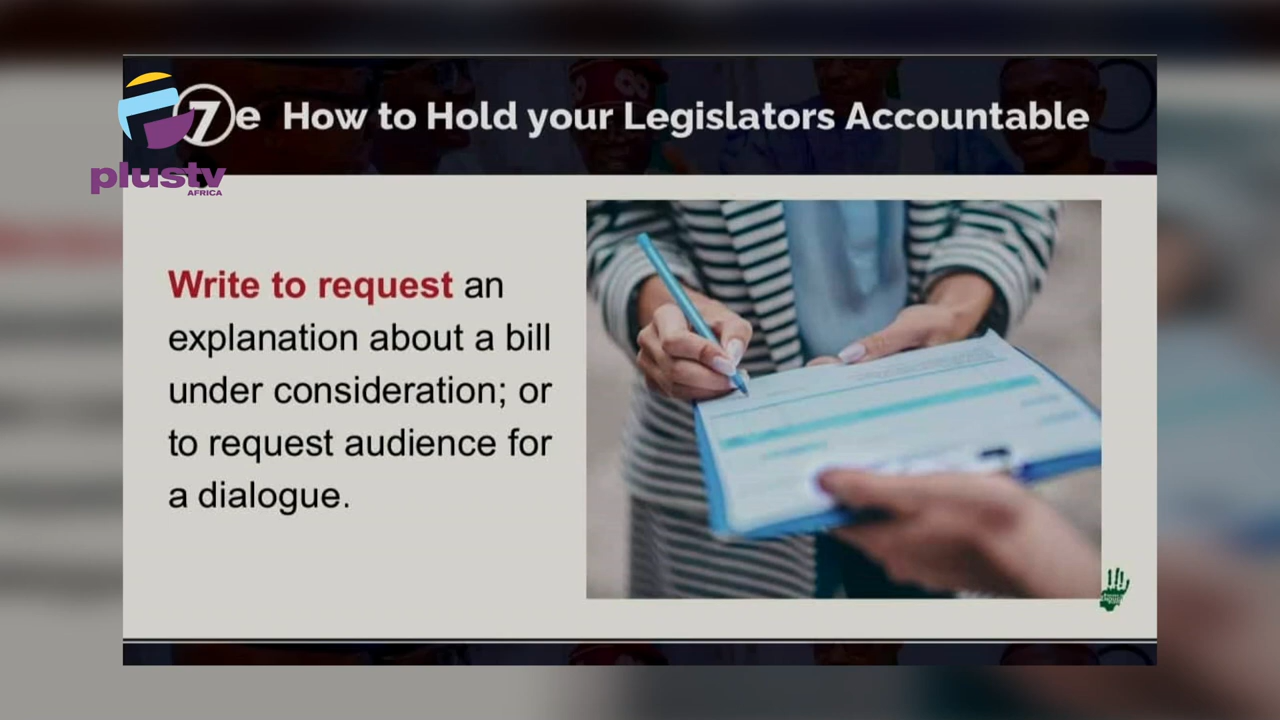 7e How to Hold your Legislators Accountable
plustv
AFRICA
Write to request an
explanation about a bill
under consideration; or
to request audience for
a dialogue.